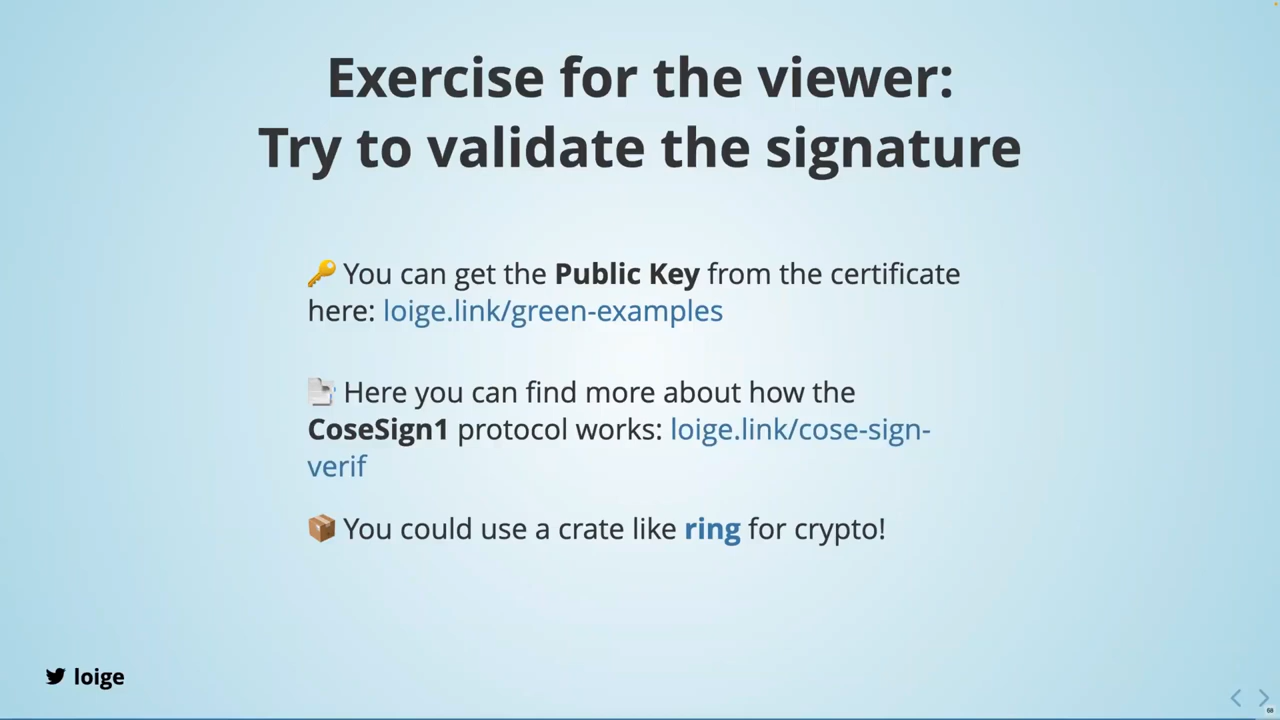 Exercise for the viewer:
Try to validate the signature
🔑 You can get the Public Key from the certificate
here: loige.link/green-examples
📑 Here you can find more about how the
CoseSign1 protocol works: loige.link/cose-sign-
verif
📦 You could use a crate like ring for crypto!
loige
68